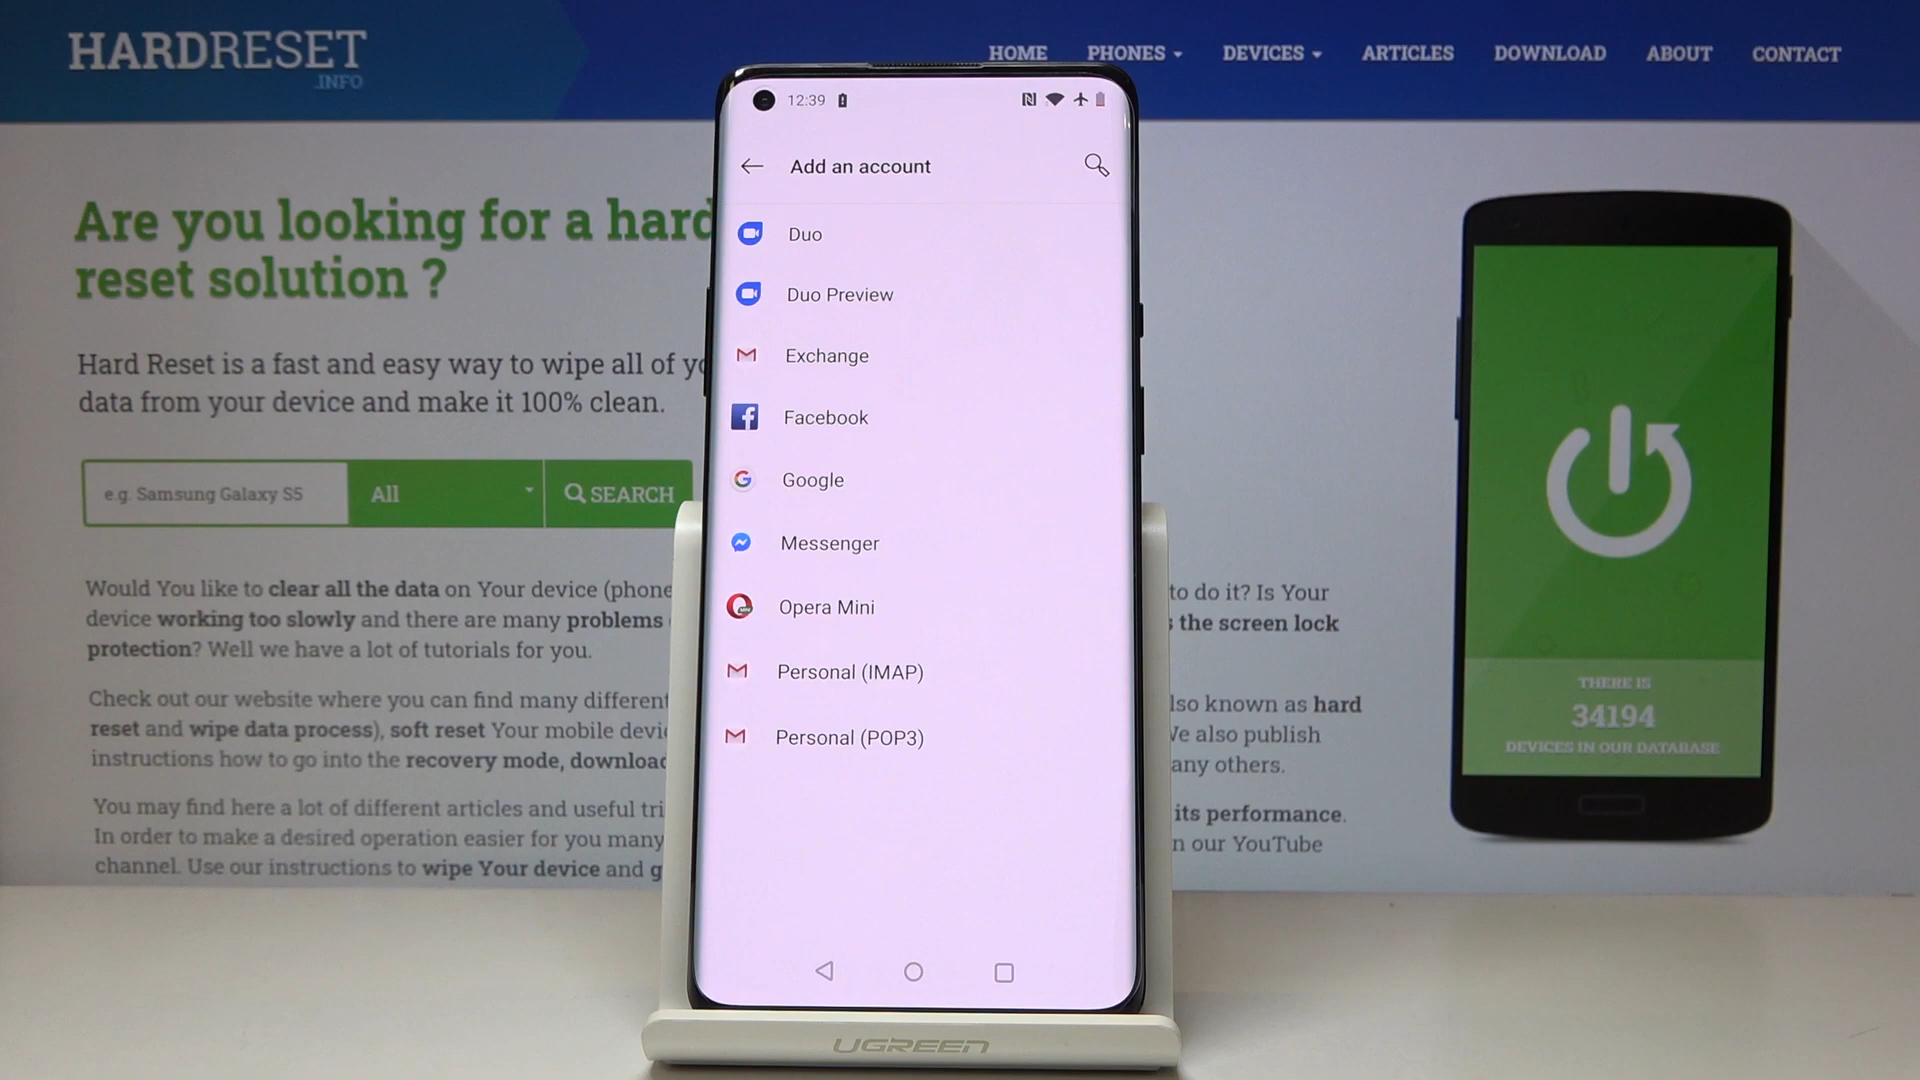 HARDRESET
.INFO
HOME PHONES DEVICES ARTICLES DOWNLOAD ABOUT CONTACT
Are you looking for a hard
reset solution ?
Hard Reset is a fast and easy way to wipe all of
data from your device and make it 100% clean.
e.g. Samsung Galaxy S5 All SEARCH
Would You like to clear all the data on Your device (phone
device working too slowly and there are many problems
protection? Well we have a lot of tutorials for you.
Check out our website where you can find many different
reset and wipe data process), soft reset Your mobile
instructions how to go into the recovery mode, download
You may find here a lot of different articles and useful
In order to make a desired operation easier for you many
channel. Use our instructions to wipe Your device and
12:39
Add an account
Duo
Duo Preview
Exchange
Facebook
Google
Messenger
Opera Mini
Personal (IMAP)
Personal (POP3)
UGREEN
to do it? Is Your
the screen lock
also known as hard
We also publish
any others.
its performance.
our YouTube
THERE IS
34194
DEVICES IN OUR DATABASE